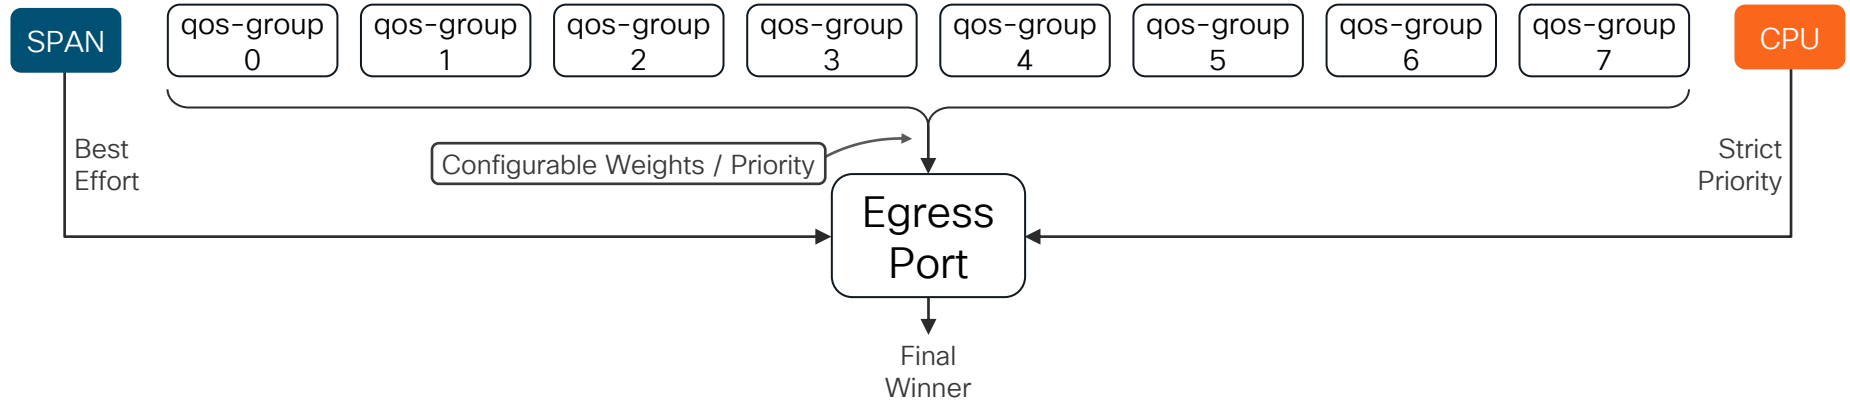 SPAN
qos-group
0
qos-group
1
qos-group
2
qos-group
3
qos-group
4
qos-group
5
qos-group
6
qos-group
7
CPU
Best
Effort
Configurable Weights / Priority
Strict
Priority
Egress
Port
Final
Winner